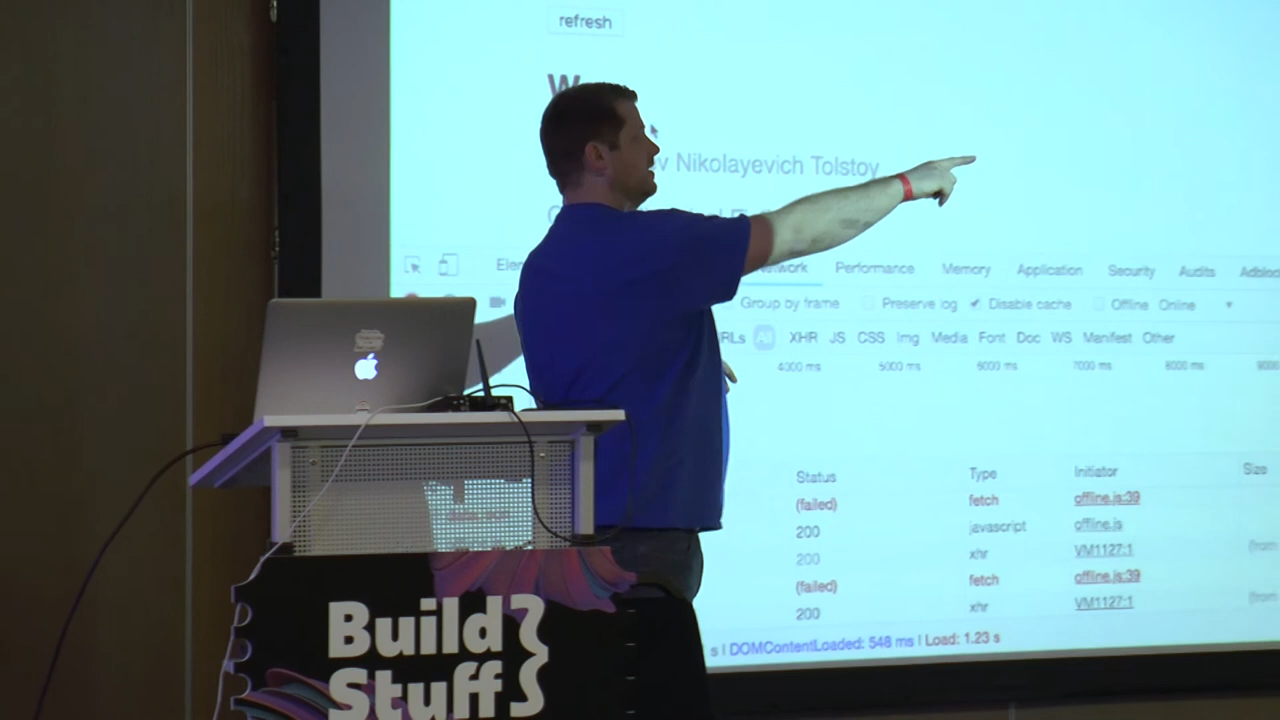 refresh
Nikolayevich Tolstoy
Performance Memory Application Security Audits
Group by frame Preserve log Disable cache Offline Online
All XHR JS CSS Img Media Font Doc WS Manifest Other
4000 ms 5000 ms 6000 ms 7000 ms 8000 ms
Status Type Initiator Size
(failed) fetch offline.js:39
200 javascript offline.js
200 xhr VM1127:1
(failed) fetch offline.js:39
200 xhr VM1127:1
s | DOMContentLoaded: 548 ms | Load: 1.23 s
Build
Stuff